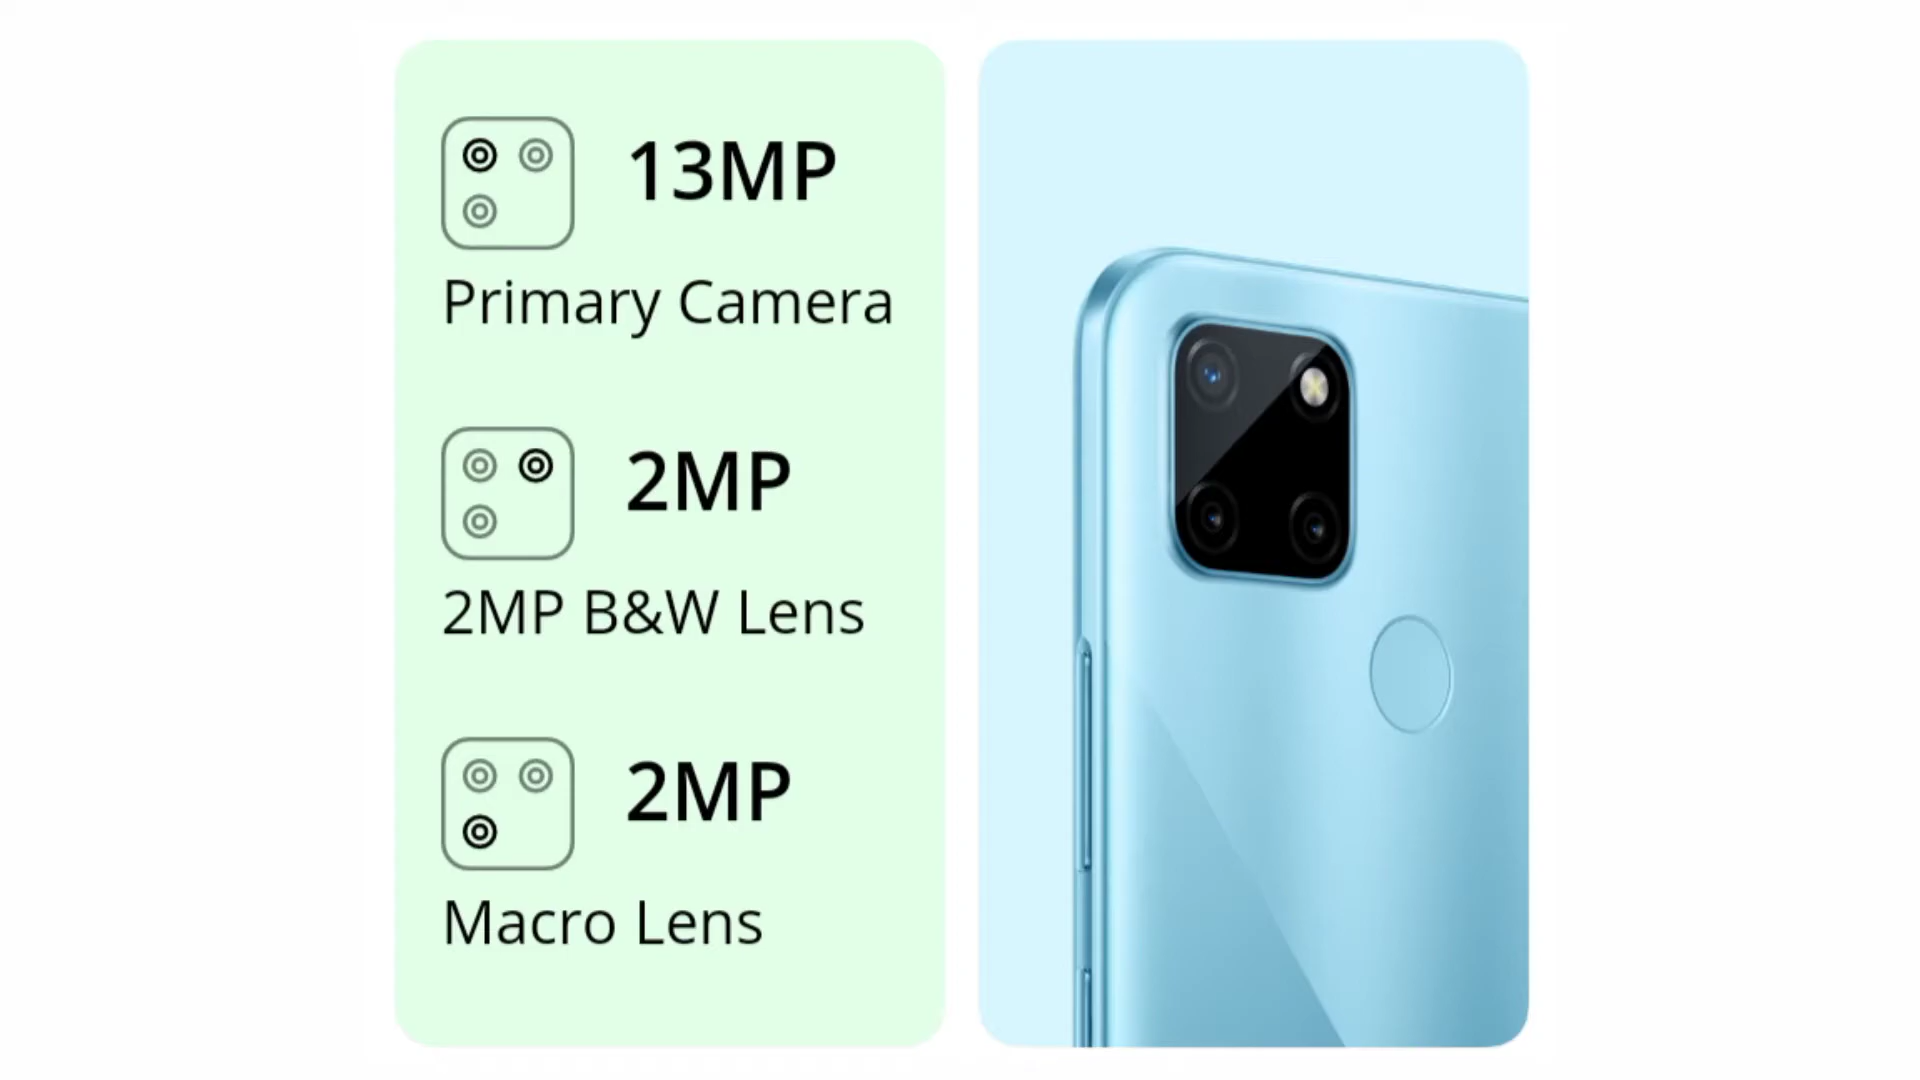 13MP
Primary Camera
2MP
2MP B&W Lens
2MP
Macro Lens